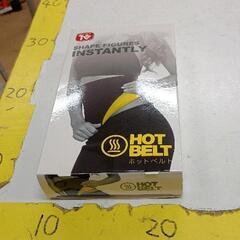 SHAPE FIGURES
INSTANTLY
HOT
BELT
ホットベルト
HOT
BELT
40
30
20
10
20